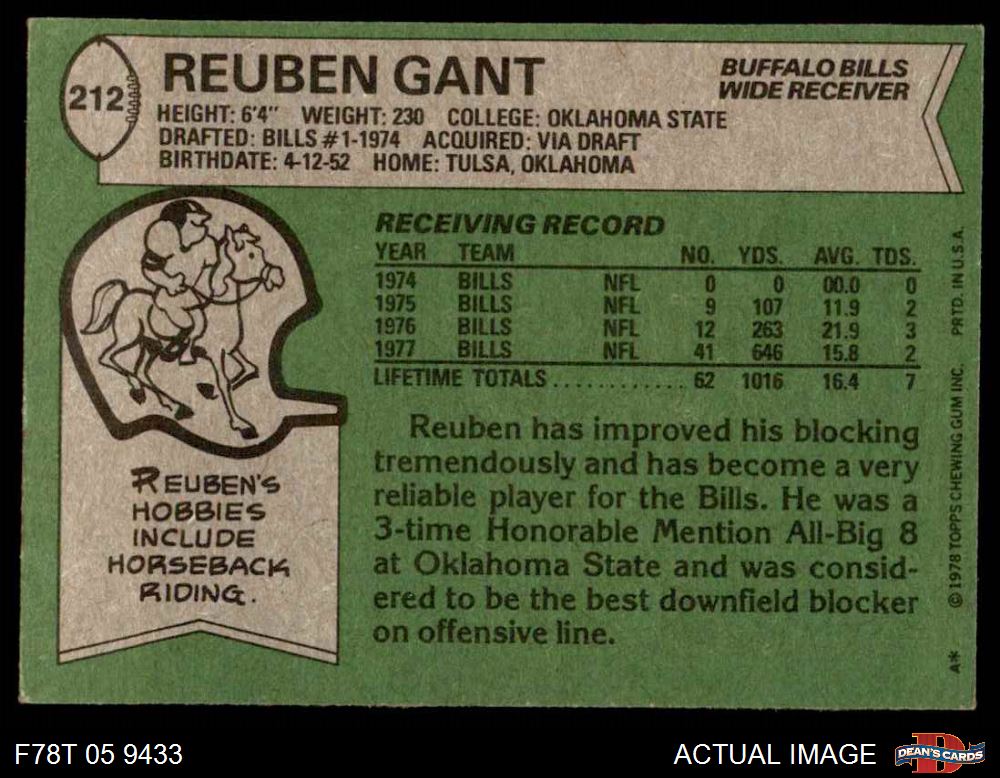 212
REUBEN GANT
BUFFALO BILLS
WIDE RECEIVER
HEIGHT: 6'4" WEIGHT: 230 COLLEGE: OKLAHOMA STATE
DRAFTED: BILLS #1-1974 ACQUIRED: VIA DRAFT
BIRTHDATE: 4-12-52 HOME: TULSA, OKLAHOMA
RECEIVING RECORD
YEAR TEAM NO. YDS. AVG. TDS.
1974 BILLS NFL 0 0 00.0 0
1975 BILLS NFL 9 107 11.9 2
1976 BILLS NFL 12 263 21.9 3
1977 BILLS NFL 41 646 15.8 2
LIFETIME TOTALS............ 62 1016 16.4 7
Reuben has improved his blocking
tremendously and has become a very
reliable player for the Bills. He was a
3-time Honorable Mention All-Big 8
at Oklahoma State and was consid-
ered to be the best downfield blocker
on offensive line.
REUBEN'S
HOBBIES
INCLUDE
HORSEBACK
RIDING.
A* © 1978 TOPPS CHEWING GUM INC. PRTD. IN U.S.A.
F78T 05 9433
ACTUAL IMAGE
D
DEAN'S CARDS